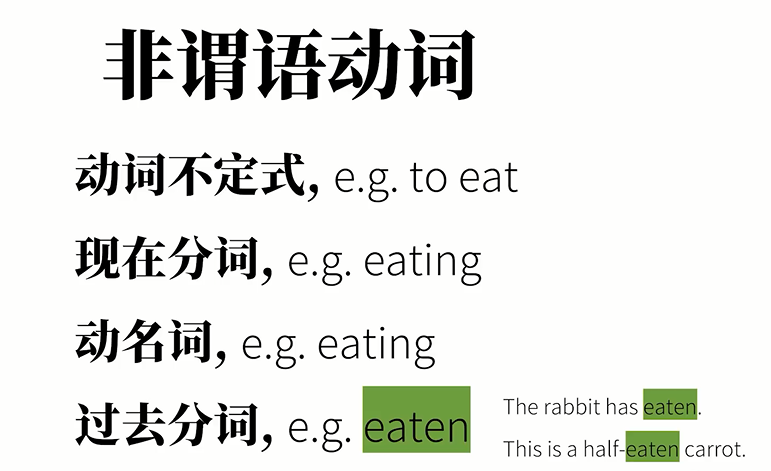 非谓语动词
动词不定式, e.g. to eat
现在分词, e.g. eating
动名词, e.g. eating
过去分词, e.g. eaten
The rabbit has eaten.
This is a half-eaten carrot.